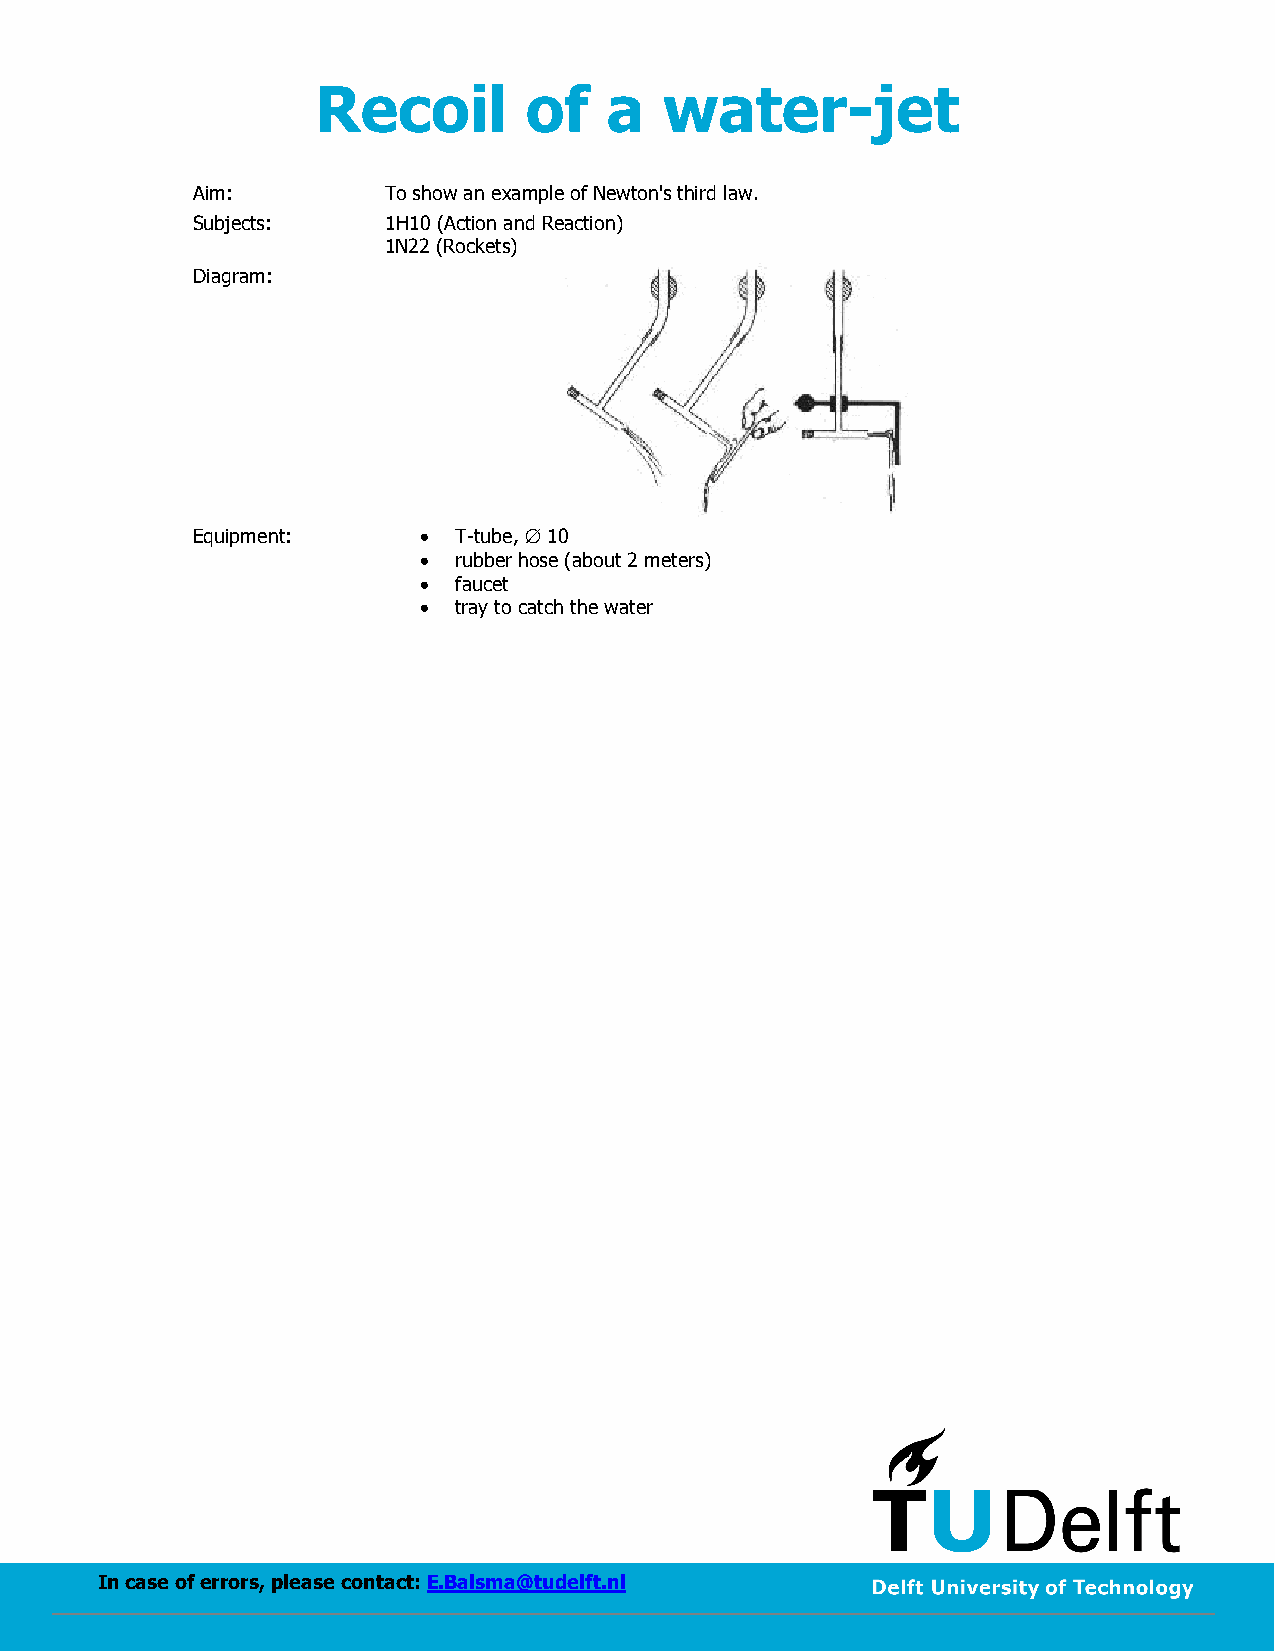 Recoil of a water-jet
Aim: To show an example of Newton's third law.
Subjects: 1H10 (Action and Reaction)
1N22 (Rockets)
Diagram:
Equipment: • T-tube, ∅ 10
• rubber hose (about 2 meters)
• faucet
• tray to catch the water
TUDelft
In case of errors, please contact: E.Balsma@tudelft.nl
Delft University of Technology